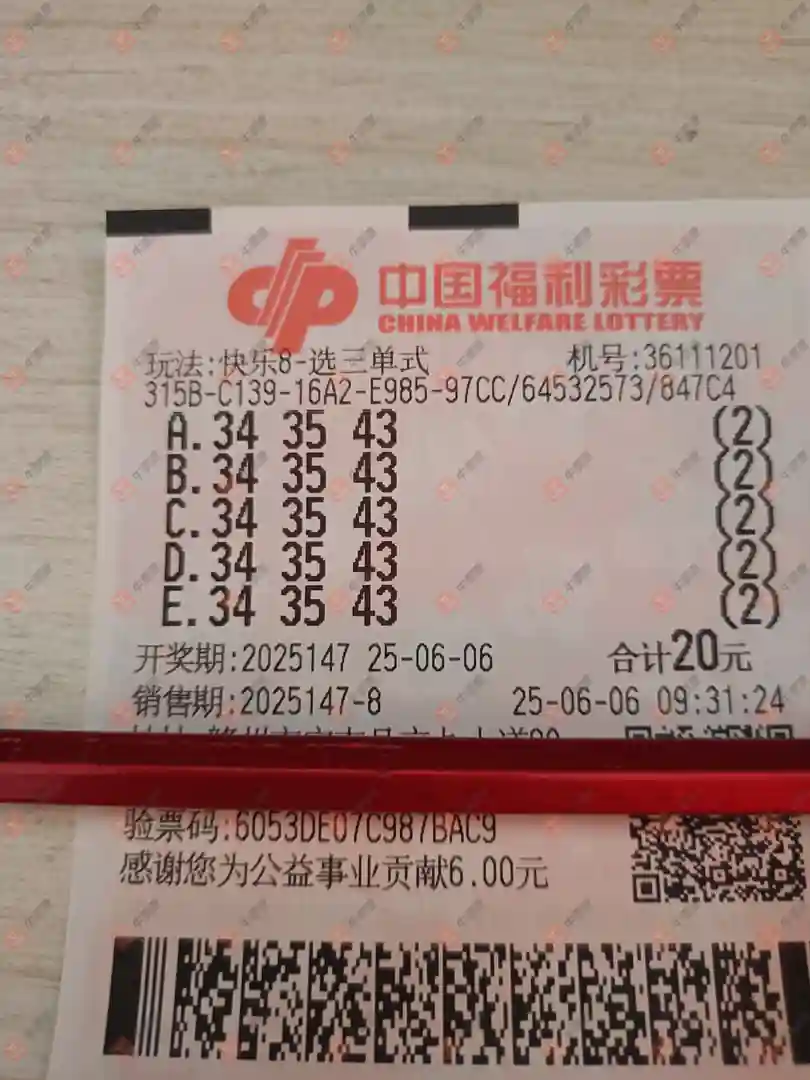 中国福利彩票
CHINA WELFARE LOTTERY
玩法:快乐8-选三单式 机号:36111201
315B-C139-16A2-E985-97CC/64532573/847C4
A.34 35 43 (2)
B.34 35 43 (2)
C.34 35 43 (2)
D.34 35 43 (2)
E.34 35 43 (2)
开奖期:2025147 25-06-06 合计20元
销售期:2025147-8 25-06-06 09:31:24
验票码:6053DE07C987BAC9
感谢您为公益事业贡献6.00元